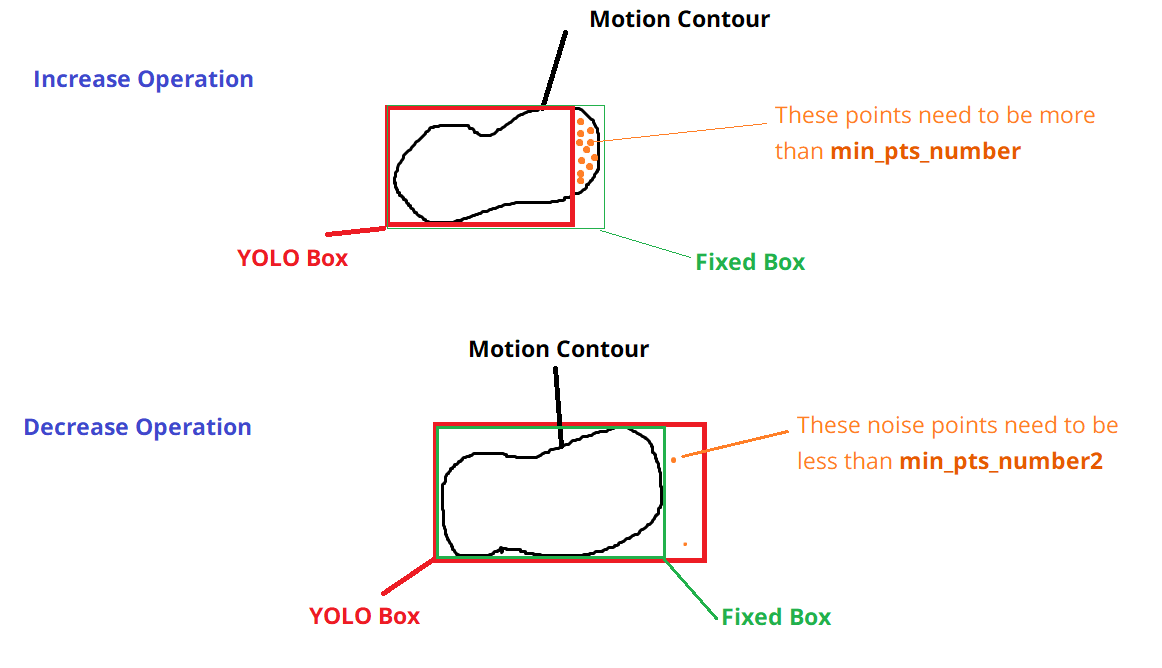 Motion Contour
Increase Operation
These points need to be more
than min_pts_number
YOLO Box
Fixed Box
Motion Contour
Decrease Operation
These noise points need to be
less than min_pts_number2
YOLO Box
Fixed Box